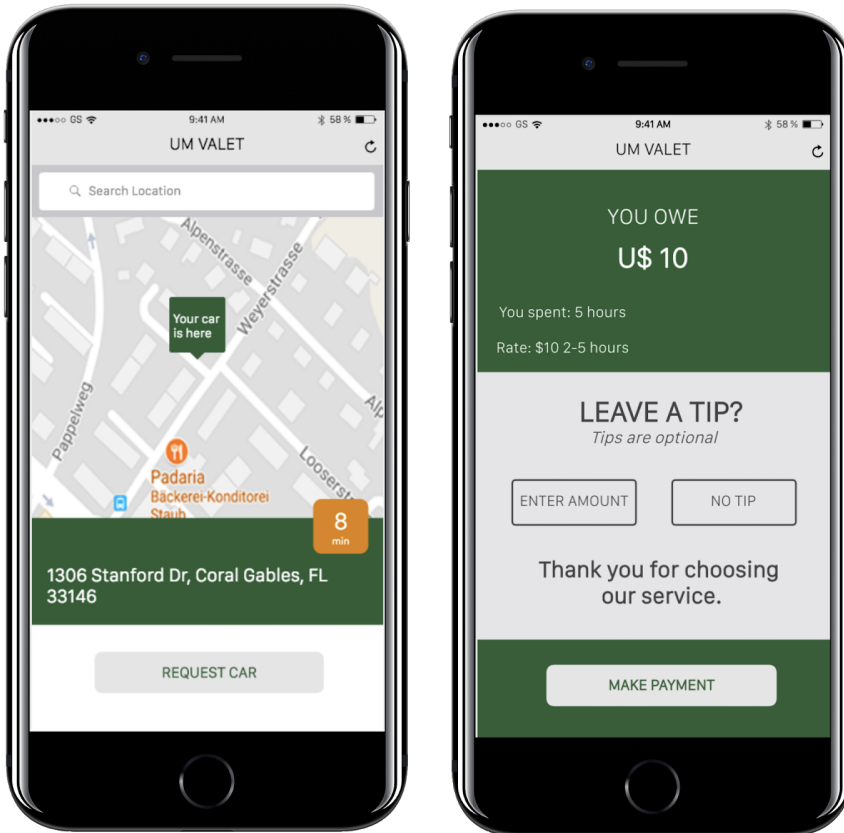 GS
9:41 AM
58 %
UM VALET
Search Location
Alpenstrasse
Weyerstrasse
Your car
is here
Pappelweg
Padaria
Bäckerei-Konditorei
Staub
Looserst
Alp
8
min
1306 Stanford Dr, Coral Gables, FL
33146
REQUEST CAR
GS
9:41 AM
58 %
UM VALET
YOU OWE
U$ 10
You spent: 5 hours
Rate: $10 2-5 hours
LEAVE A TIP?
Tips are optional
ENTER AMOUNT
NO TIP
Thank you for choosing
our service.
MAKE PAYMENT